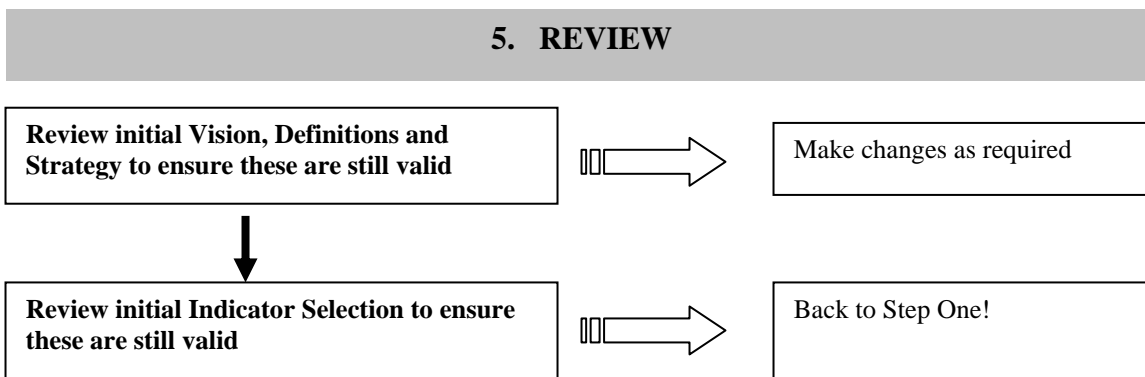 5. REVIEW
Review initial Vision, Definitions and
Strategy to ensure these are still valid
Make changes as required
Review initial Indicator Selection to ensure
these are still valid
Back to Step One!